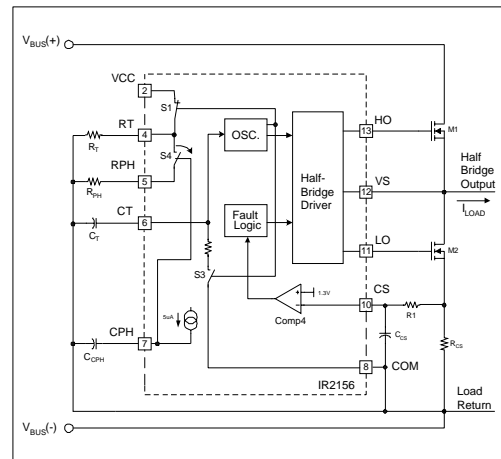 VBUS(+)
VCC
2
S1
RT
4
RT
OSC.
HO
13
M1
S4
RPH
5
RPH
Half-
Bridge
Driver
VS
12
Half
Bridge
Output
ILOAD
CT
6
CT
Fault
Logic
LO
11
M2
S3
1.3V
CS
10
R1
Comp4
5uA
CPH
7
CCPH
CCS
RCS
8
COM
IR2156
Load
Return
VBUS(-)